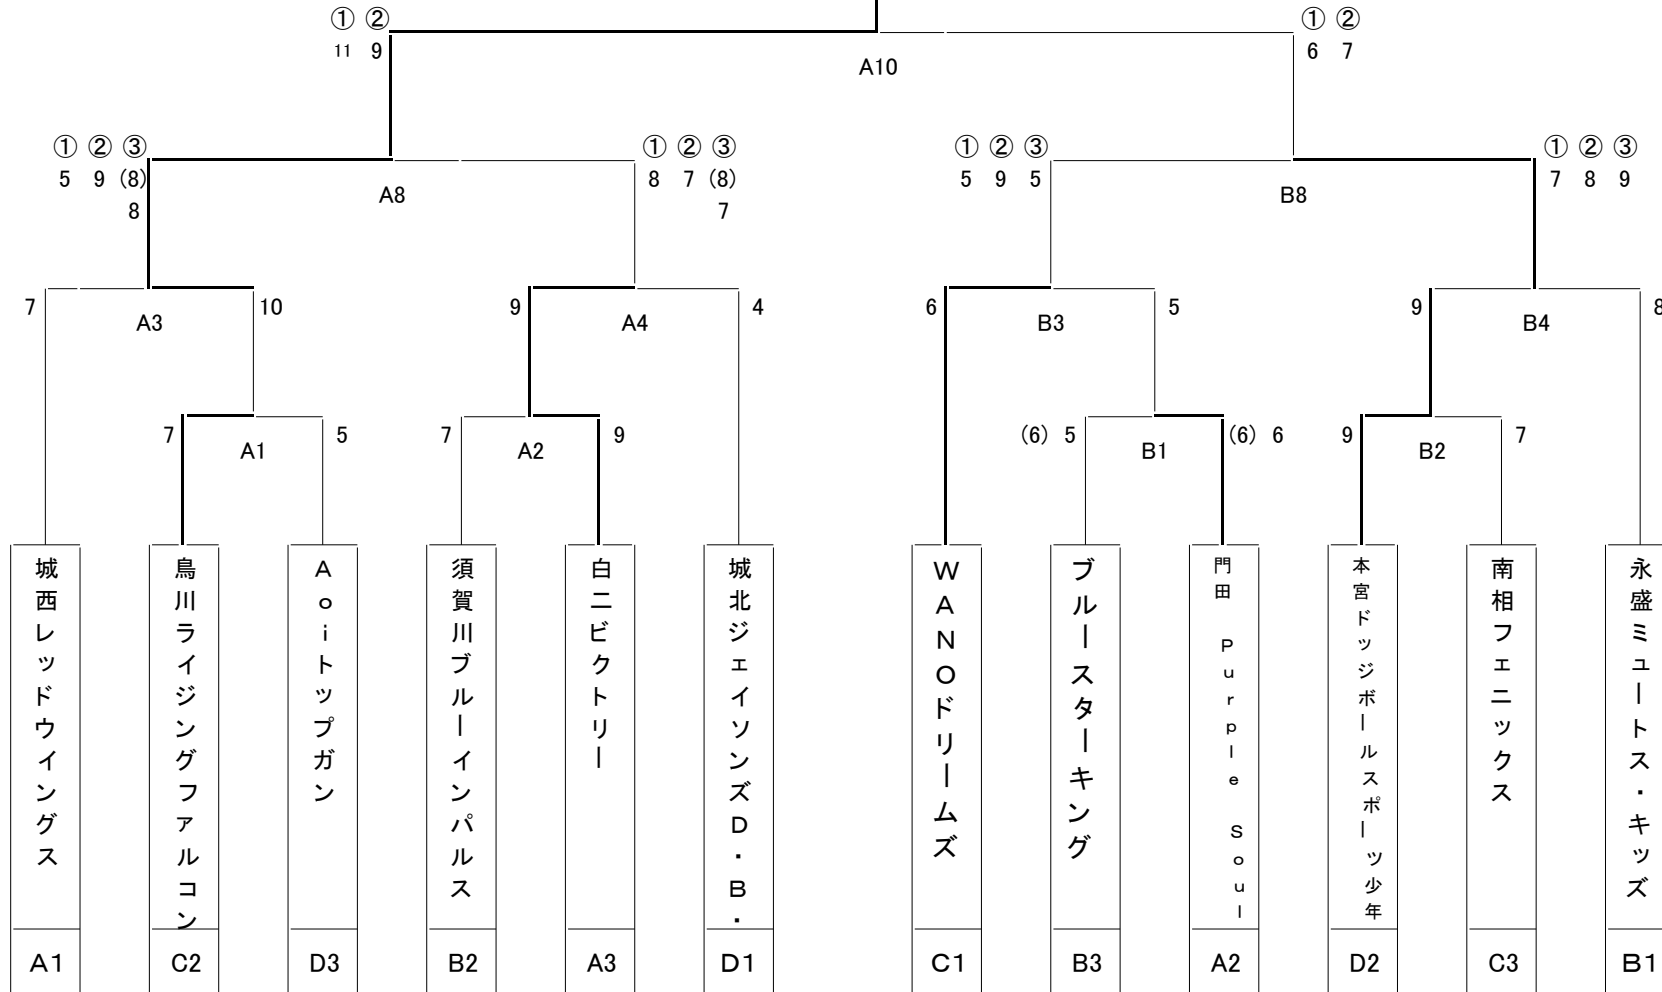 ① ② ① ②
11 9 6 7
A10
① ② ③ ① ② ③ ① ② ③ ① ② ③
5 9 (8) 8 7 (8) 5 9 5 7 8 9
8 7
A8 B8
7 10 9 4 6 5 9 8
A3 A4 B3 B4
7 5 7 9 (6) 5 (6) 6 9 7
A1 A2 B1 B2
城西レッドウイングス
鳥川ライジングファルコン
Aoiトップガン
須賀川ブルーインパルス
白二ビクトリー
城北ジェイソンズD.B.
WANOドリームズ
ブルースターキング
門田 Purple Soul
本宮ドッジボールスポーツ少年
南相フェニックス
永盛ミュートス・キッズ
A1 C2 D3 B2 A3 D1 C1 B3 A2 D2 C3 B1